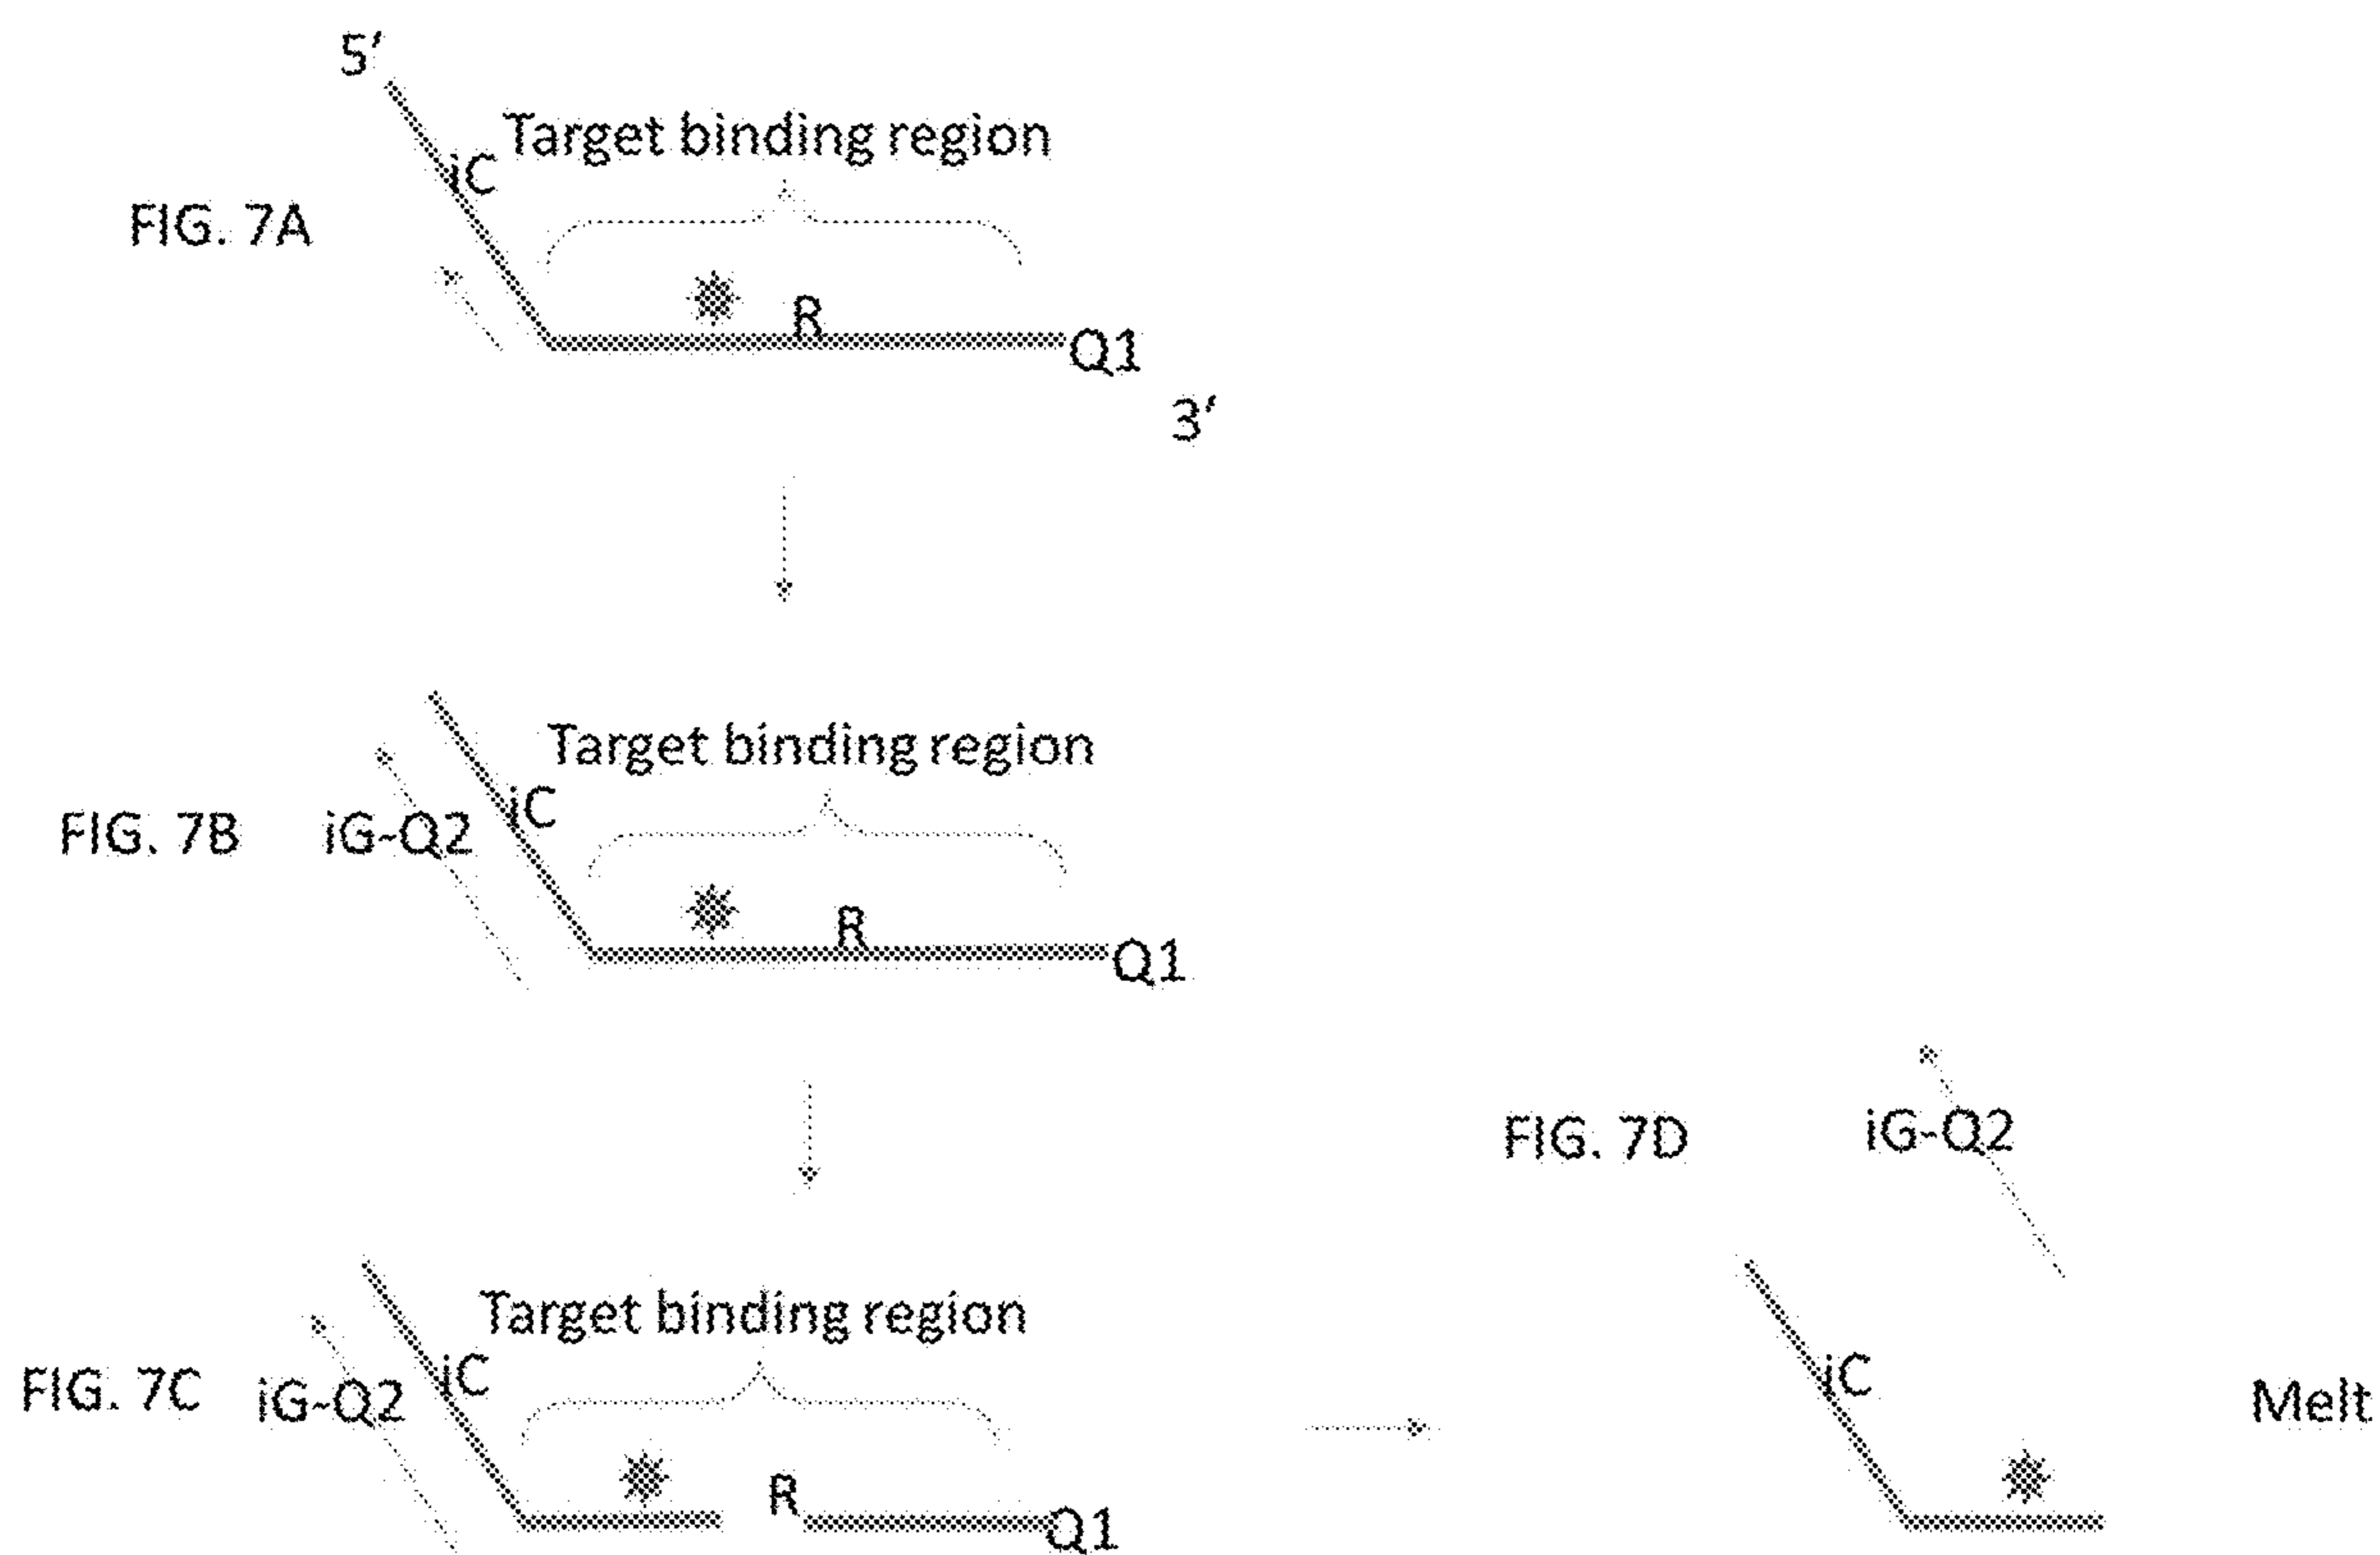 5′
Target binding region
iC
FIG. 7A
R
Q1
3′
Target binding region
iC
FIG. 7B
iG-Q2
R
Q1
FIG. 7D
iG-Q2
Target binding region
iC
FIG. 7C
iG-Q2
iC
Melt
R
Q1